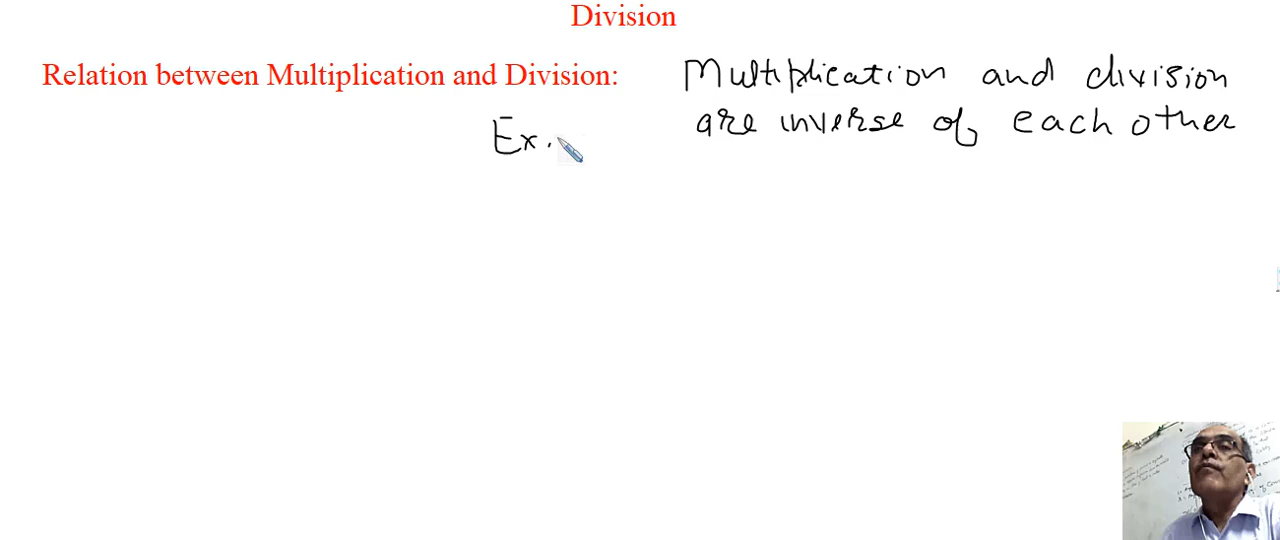 Division
Relation between Multiplication and Division: Multiplication and division
are inverse of each other
Ex.